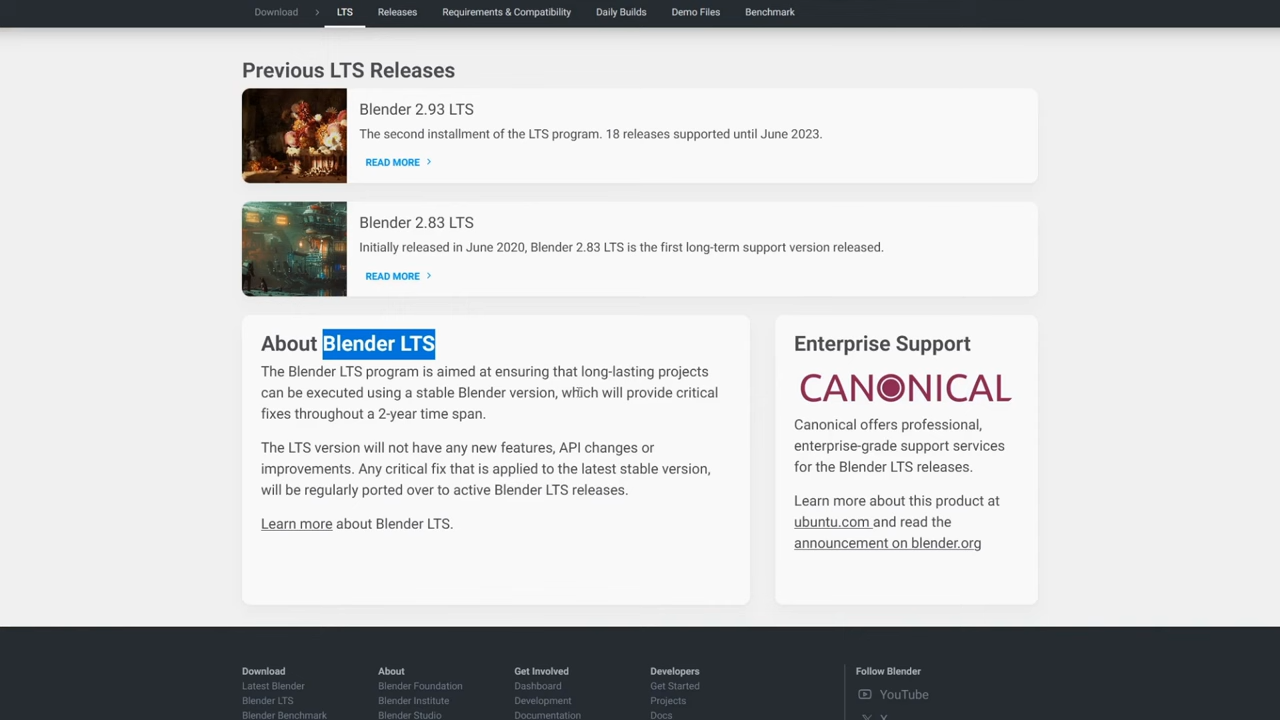 Download > LTS Releases Requirements & Compatibility Daily Builds Demo Files Benchmark
Previous LTS Releases
Blender 2.93 LTS
The second installment of the LTS program. 18 releases supported until June 2023.
READ MORE >
Blender 2.83 LTS
Initially released in June 2020, Blender 2.83 LTS is the first long-term support version released.
READ MORE >
About Blender LTS
The Blender LTS program is aimed at ensuring that long-lasting projects
can be executed using a stable Blender version, which will provide critical
fixes throughout a 2-year time span.
The LTS version will not have any new features, API changes or
improvements. Any critical fix that is applied to the latest stable version,
will be regularly ported over to active Blender LTS releases.
Learn more about Blender LTS.
Enterprise Support
CANONICAL
Canonical offers professional,
enterprise-grade support services
for the Blender LTS releases.
Learn more about this product at
ubuntu.com and read the
announcement on blender.org
Download
Latest Blender
Blender LTS
Blender Benchmark
About
Blender Foundation
Blender Institute
Blender Studio
Get Involved
Dashboard
Development
Documentation
Developers
Get Started
Projects
Docs
Follow Blender
YouTube
X